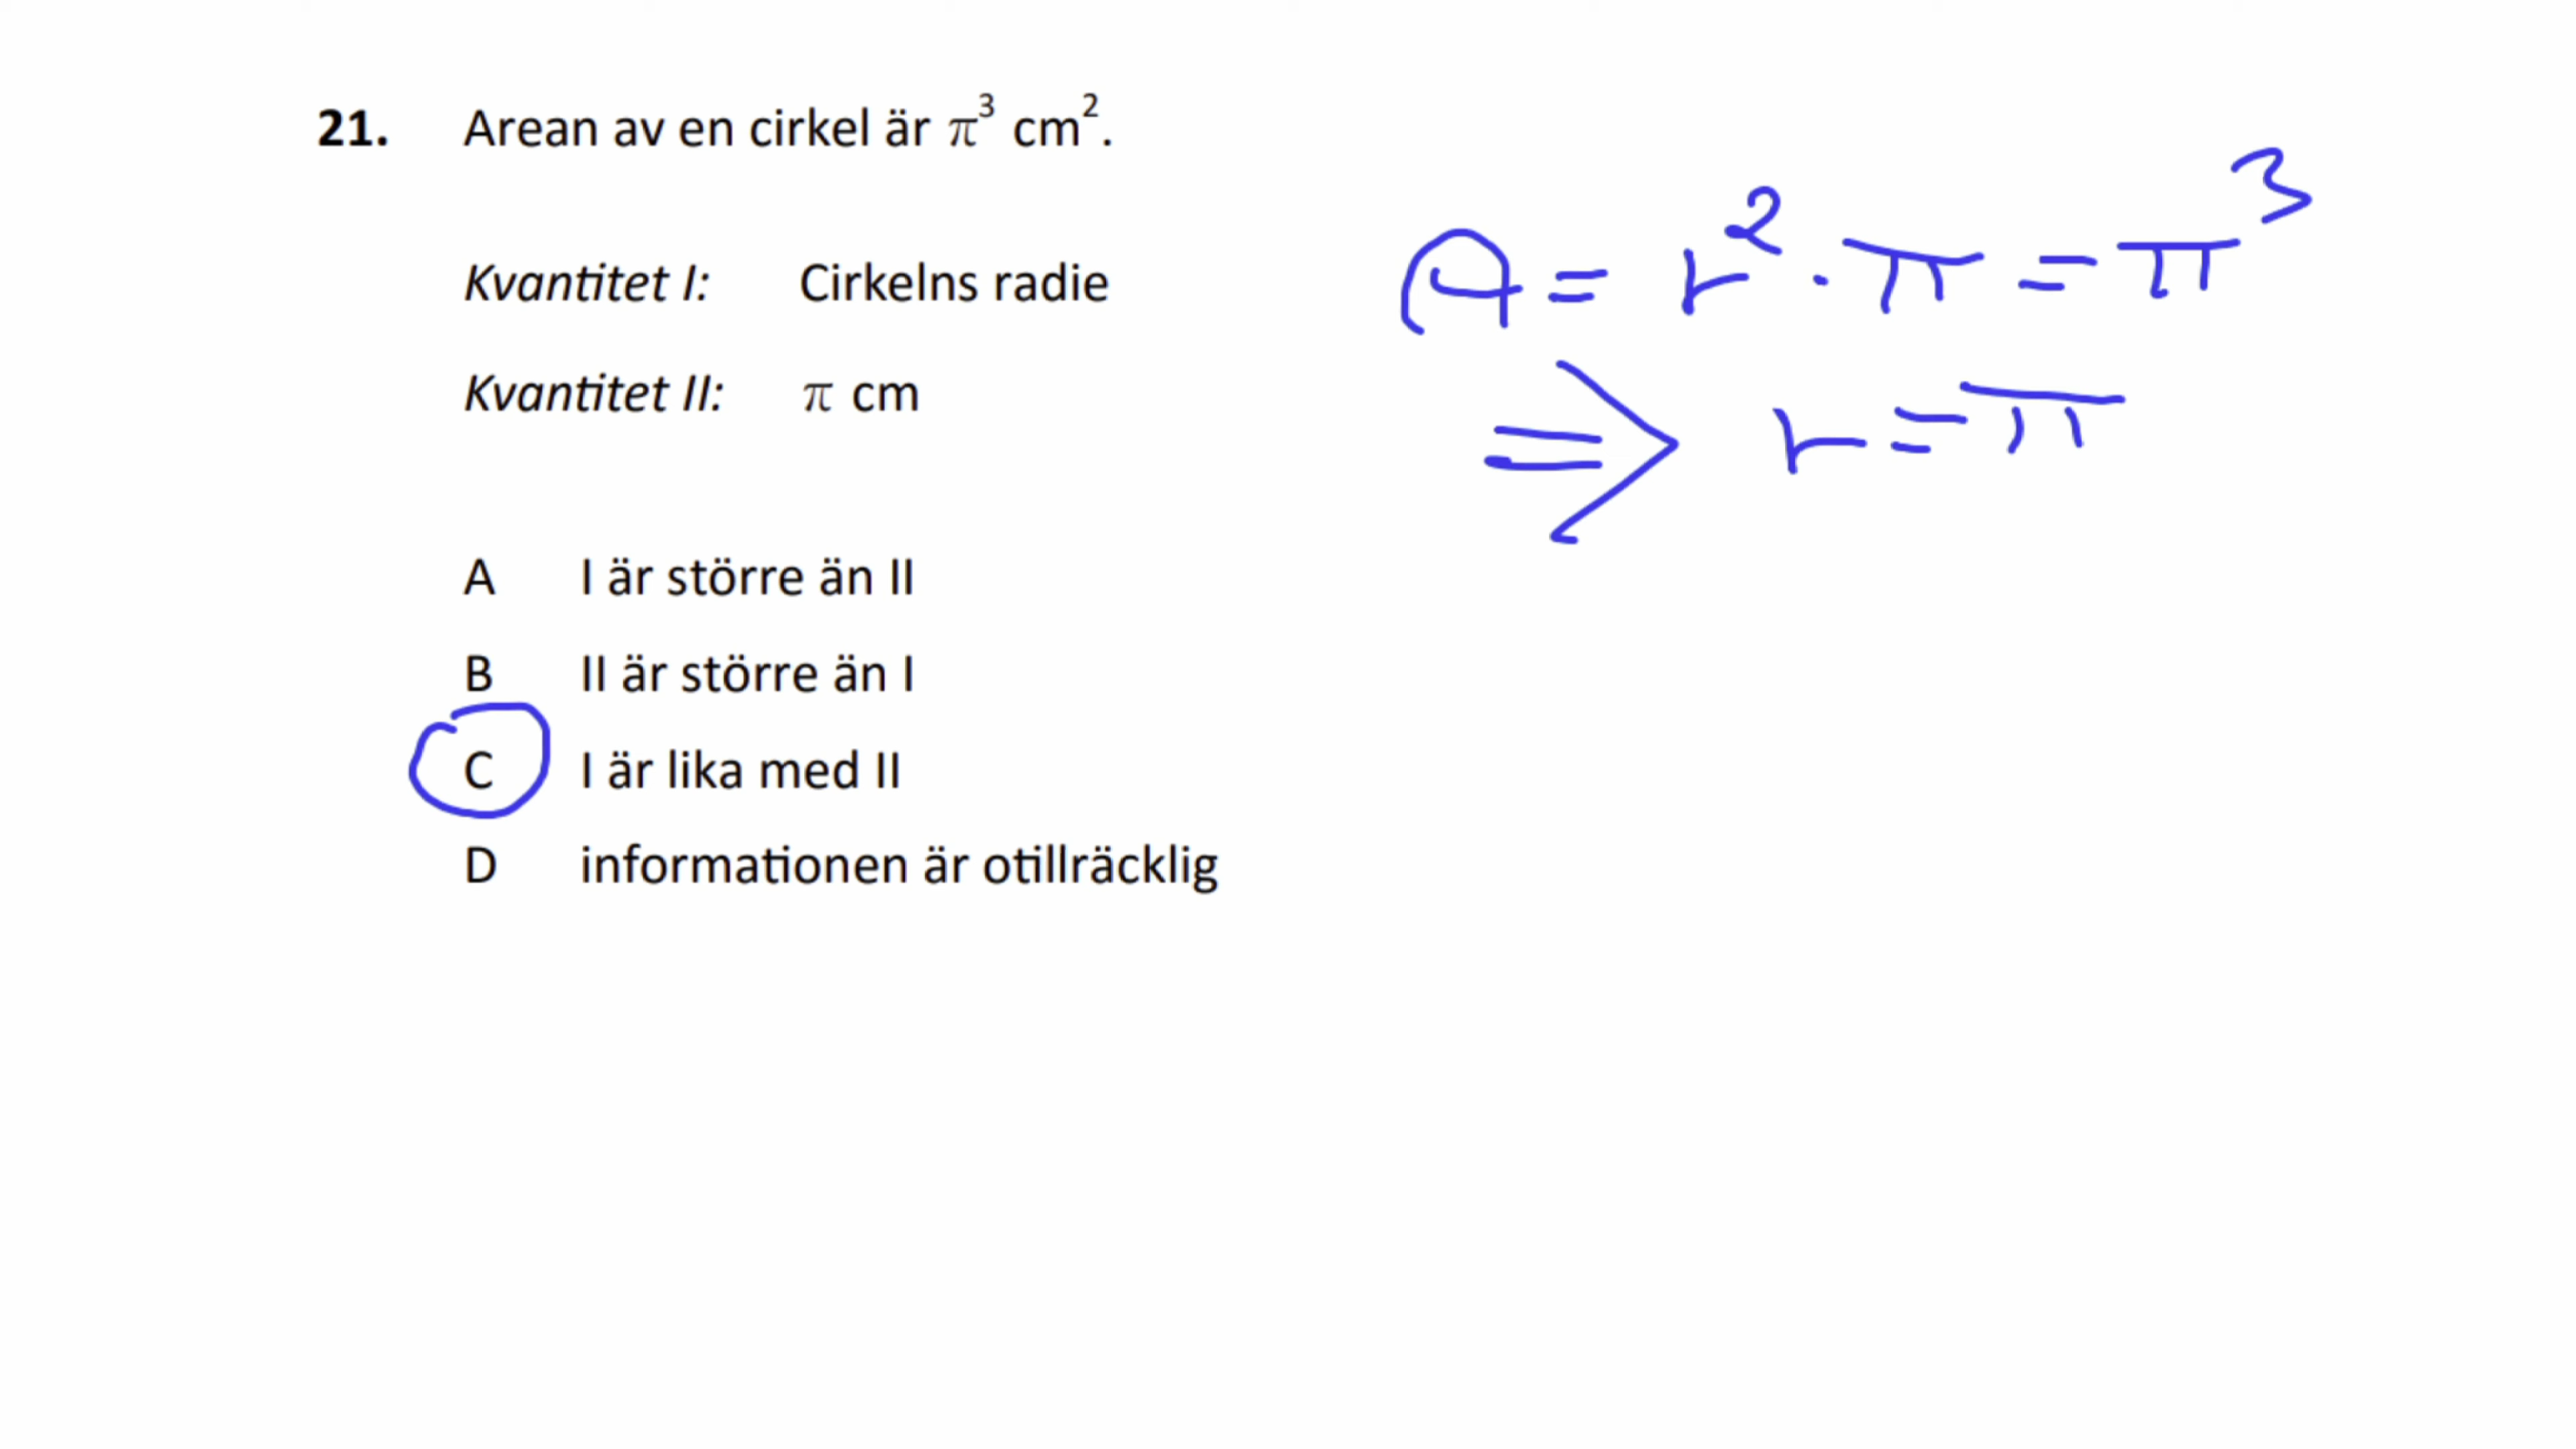 21. Arean av en cirkel är π³ cm².
Kvantitet I: Cirkelns radie
Kvantitet II: π cm
A I är större än II
B II är större än I
C I är lika med II
D informationen är otillräcklig
A = r² · π = π³
⇒ r = π